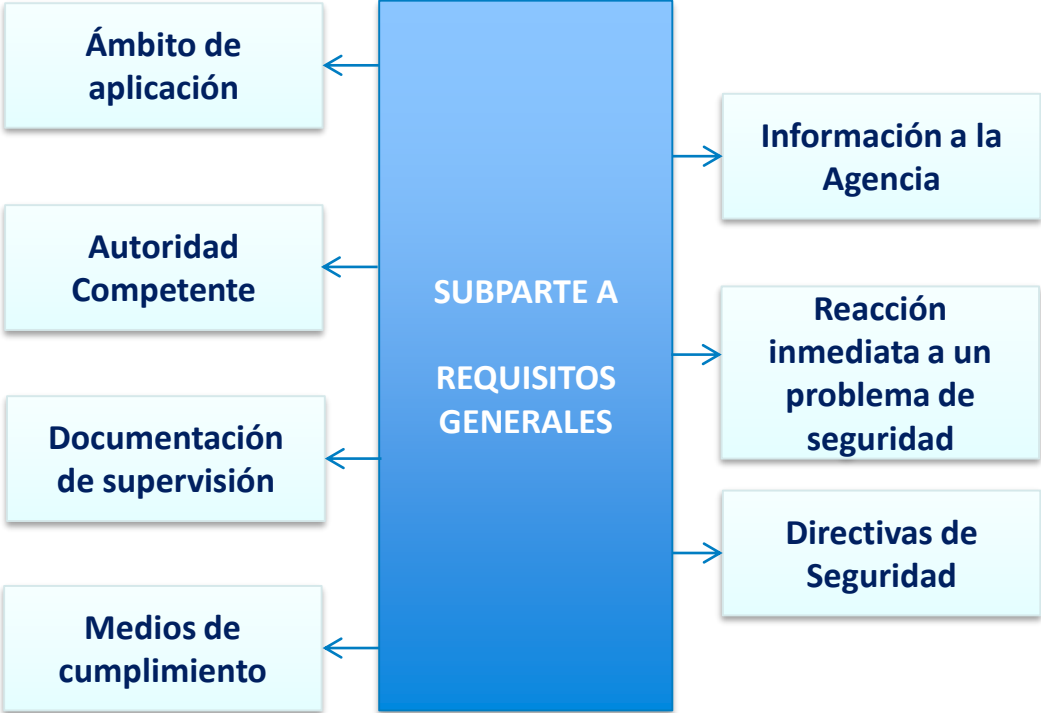 Ámbito de
aplicación
Autoridad
Competente
Documentación
de supervisión
Medios de
cumplimiento
SUBPARTE A
REQUISITOS
GENERALES
Información a la
Agencia
Reacción
inmediata a un
problema de
seguridad
Directivas de
Seguridad